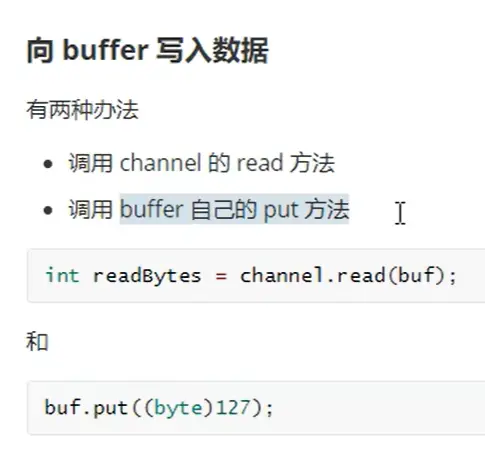 向 buffer 写入数据
有两种办法
调用 channel 的 read 方法
调用 buffer 自己的 put 方法
int readBytes = channel.read(buf);
和
buf.put((byte)127);